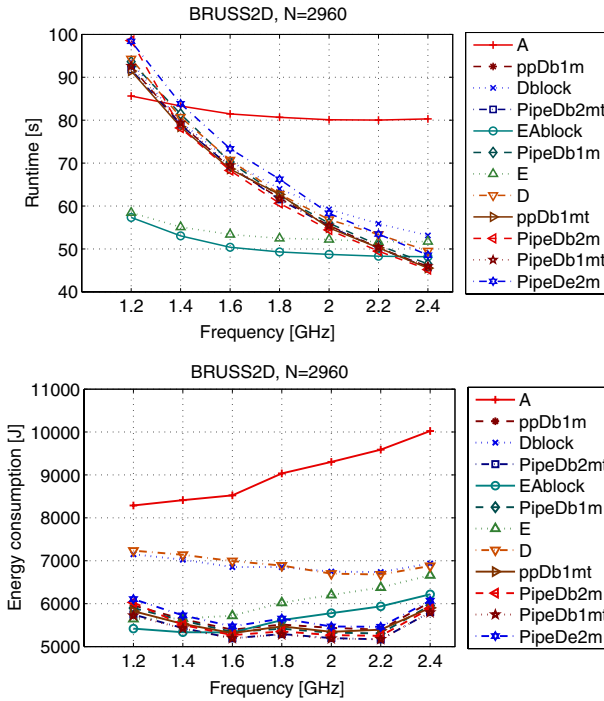 BRUSS2D, N=2960
100
90
80
70
60
50
40
Runtime [s]
1.2 1.4 1.6 1.8 2 2.2 2.4
Frequency [GHz]
A
ppDb1m
Dblock
PipeDb2mt
EAblock
PipeDb1m
E
D
ppDb1mt
PipeDb2m
PipeDb1mt
PipeDe2m
BRUSS2D, N=2960
11000
10000
9000
8000
7000
6000
5000
Energy consumption [J]
1.2 1.4 1.6 1.8 2 2.2 2.4
Frequency [GHz]
A
ppDb1m
Dblock
PipeDb2mt
EAblock
PipeDb1m
E
D
ppDb1mt
PipeDb2m
PipeDb1mt
PipeDe2m